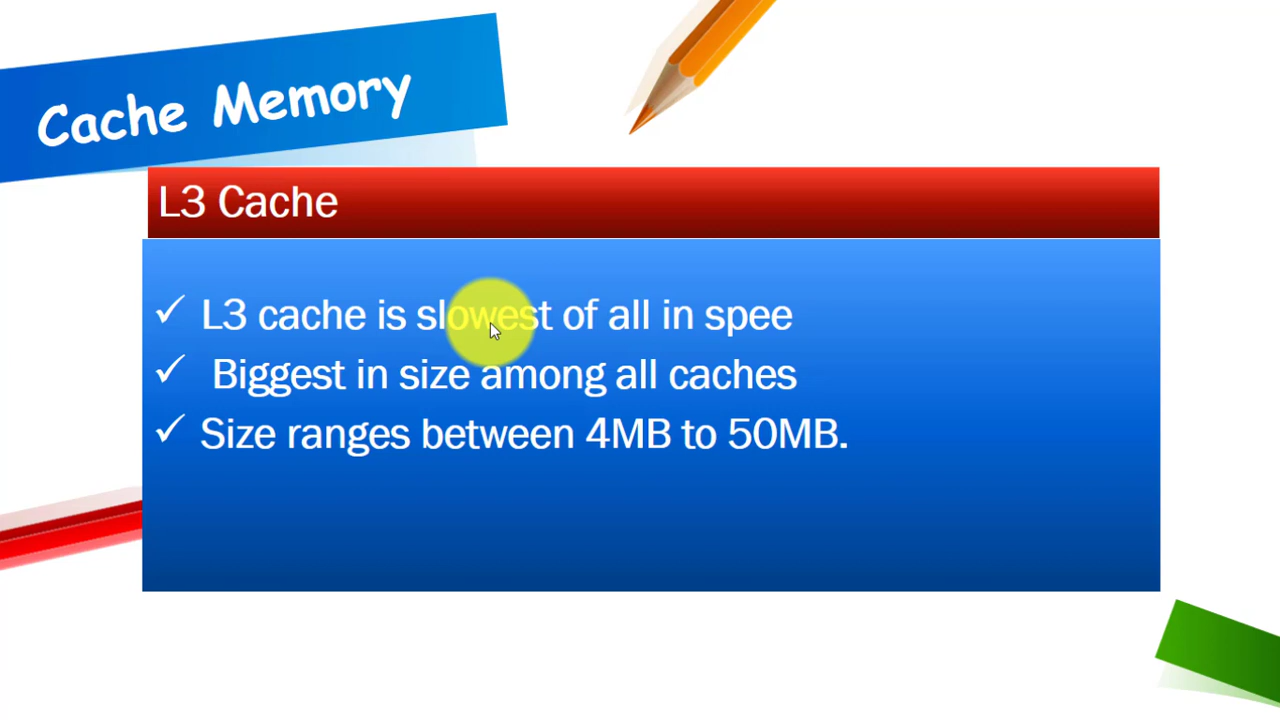 Cache Memory
L3 Cache
✓ L3 cache is slowest of all in spee
✓ Biggest in size among all caches
✓ Size ranges between 4MB to 50MB.